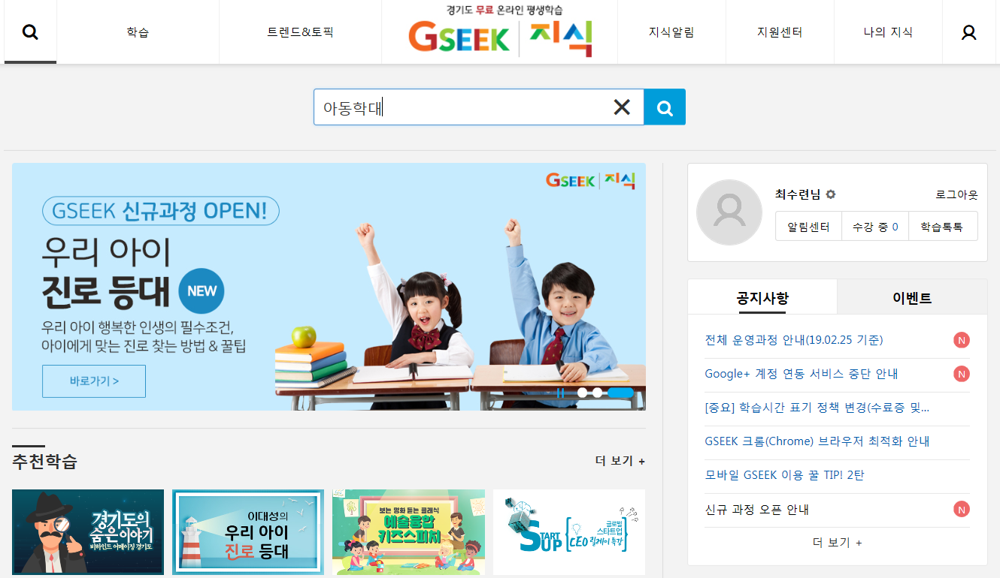 경기도 무료 온라인 평생학습
학습
트렌드&토픽
GSEEK 지식
지식알림
지원센터
나의 지식
아동학대
GSEEK 지식
GSEEK 신규과정 OPEN!
우리 아이
진로 등대 NEW
우리 아이 행복한 인생의 필수조건,
아이에게 맞는 진로 찾는 방법 & 꿀팁
바로가기 >
최수련님
로그아웃
알림센터
수강 중 0
학습톡톡
공지사항
이벤트
전체 운영과정 안내(19.02.25 기준) N
Google+ 계정 연동 서비스 중단 안내 N
[중요] 학습시간 표기 정책 변경(수료증 및...
GSEEK 크롬(Chrome) 브라우저 최적화 안내
모바일 GSEEK 이용 꿀 TIP! 2탄
신규 과정 오픈 안내 N
더 보기 +
추천학습
더 보기 +
경기도의
숨은이야기
비하인드 어메이징 경기도
이대성의
우리 아이
진로 등대
보는 명화 듣는 클래식
예술융합
키즈스피치
START UP
글로벌
스타트업
CEO 릴레이 특강